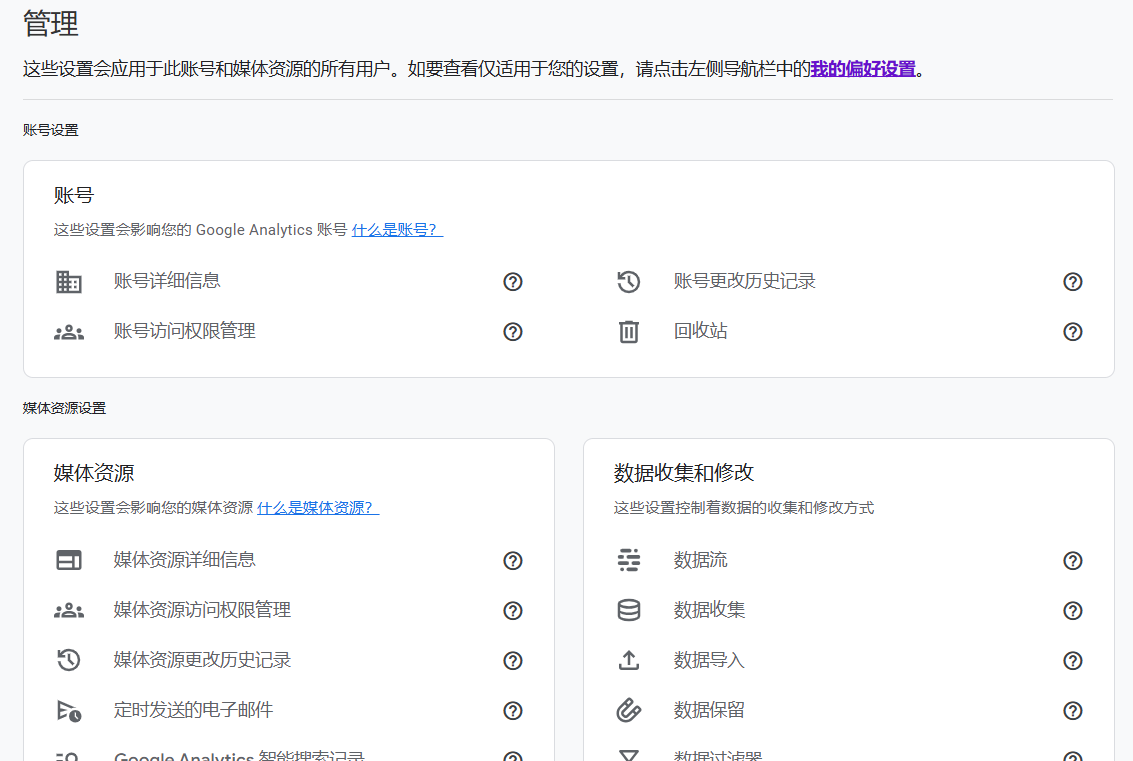 管理
这些设置会应用于此账号和媒体资源的所有用户。如要查看仅适用于您的设置，请点击左侧导航栏中的我的偏好设置。
账号设置
账号
这些设置会影响您的 Google Analytics 账号 什么是账号？
账号详细信息
账号更改历史记录
账号访问权限管理
回收站
媒体资源设置
媒体资源
这些设置会影响您的媒体资源 什么是媒体资源？
媒体资源详细信息
媒体资源访问权限管理
媒体资源更改历史记录
定时发送的电子邮件
Google Analytics 智能搜索记录
数据收集和修改
这些设置控制着数据的收集和修改方式
数据流
数据收集
数据导入
数据保留
数据过滤器